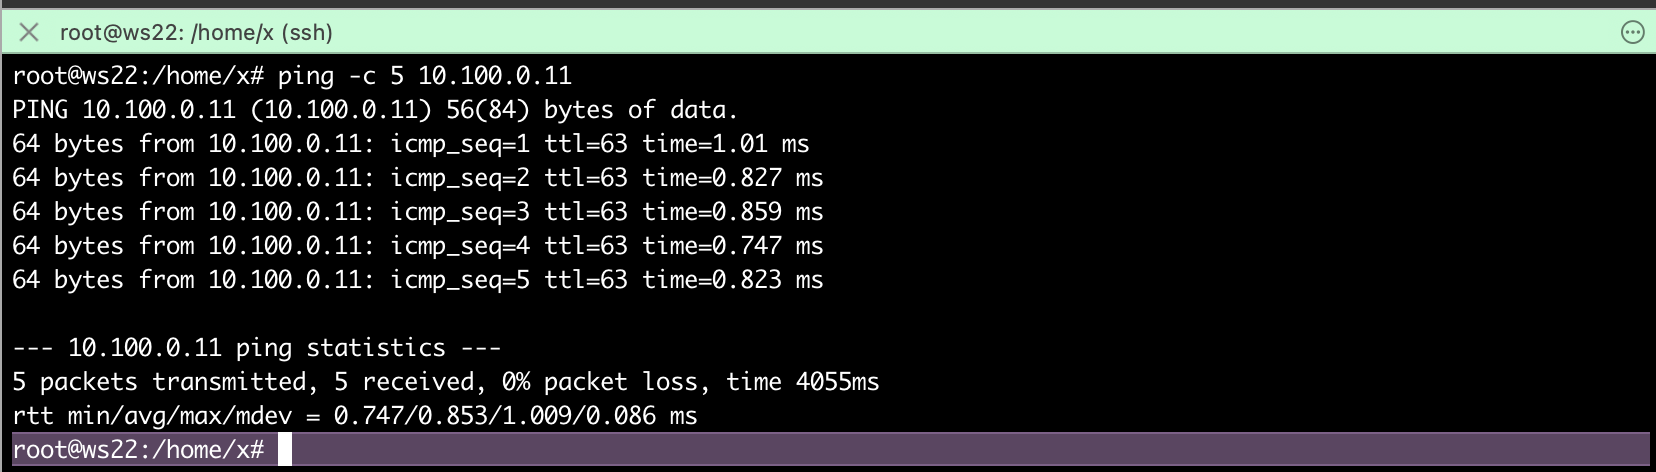 root@ws22: /home/x (ssh)
root@ws22:/home/x# ping -c 5 10.100.0.11
PING 10.100.0.11 (10.100.0.11) 56(84) bytes of data.
64 bytes from 10.100.0.11: icmp_seq=1 ttl=63 time=1.01 ms
64 bytes from 10.100.0.11: icmp_seq=2 ttl=63 time=0.827 ms
64 bytes from 10.100.0.11: icmp_seq=3 ttl=63 time=0.859 ms
64 bytes from 10.100.0.11: icmp_seq=4 ttl=63 time=0.747 ms
64 bytes from 10.100.0.11: icmp_seq=5 ttl=63 time=0.823 ms
--- 10.100.0.11 ping statistics ---
5 packets transmitted, 5 received, 0% packet loss, time 4055ms
rtt min/avg/max/mdev = 0.747/0.853/1.009/0.086 ms
root@ws22:/home/x#